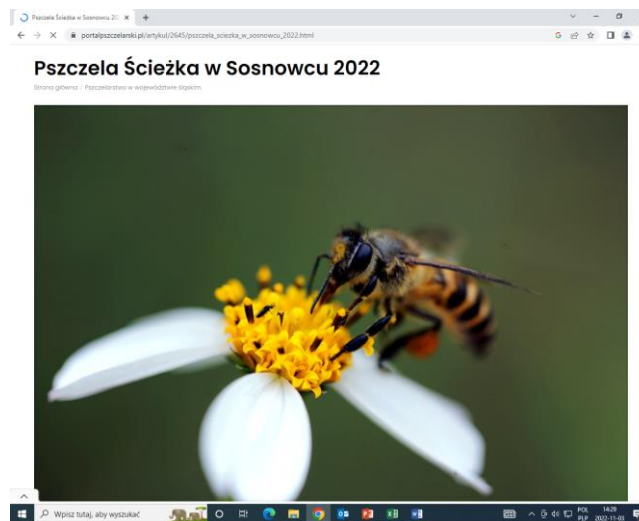 Pszczela Ścieżka w Sosnowcu 20
portalpszczelarski.pl/artykul/2645/pszczela_sciezka_w_sosnowcu_2022.html
Pszczela Ścieżka w Sosnowcu 2022
Strona główna / Pszczelarstwo w województwie śląskim
Wpisz tutaj, aby wyszukać
POL 14:29
PLP 2022-11-03